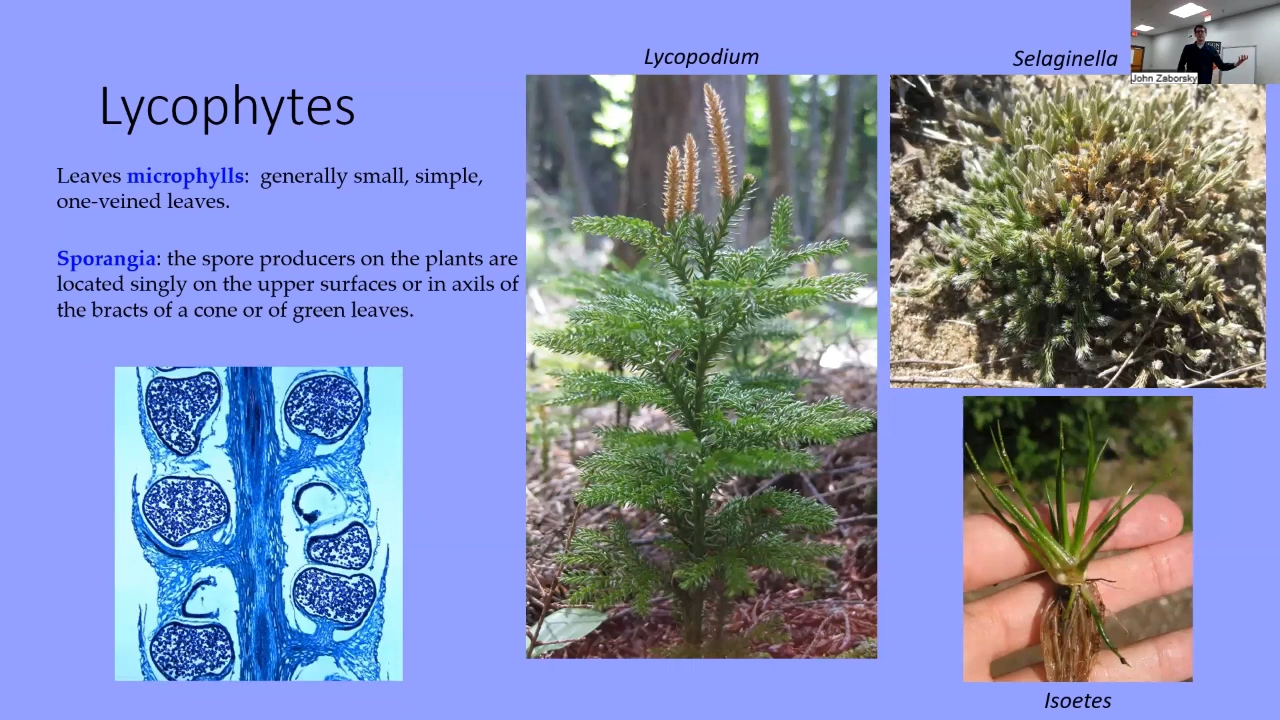 Lycopodium
Selaginella
John Zaborsky
Lycophytes
Leaves microphylls: generally small, simple,
one-veined leaves.
Sporangia: the spore producers on the plants are
located singly on the upper surfaces or in axils of
the bracts of a cone or of green leaves.
Isoetes